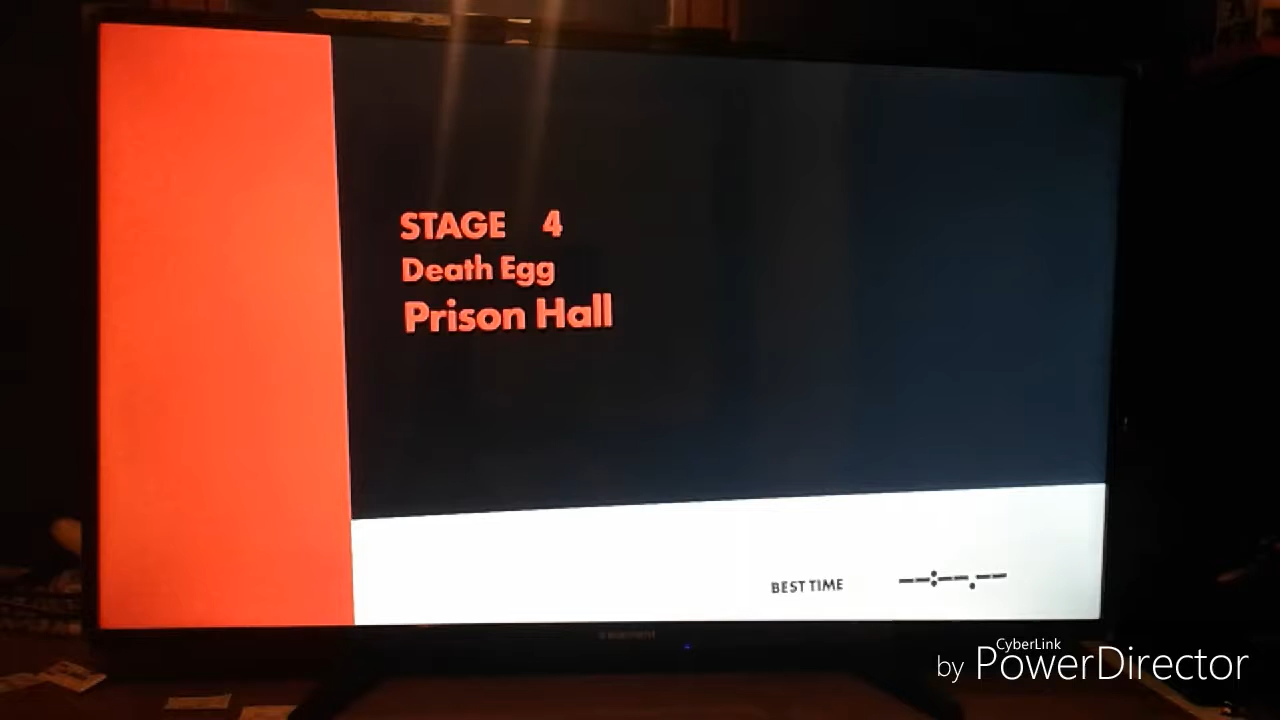 STAGE 4
Death Egg
Prison Hall
BEST TIME --:--.--
CyberLink
by PowerDirector